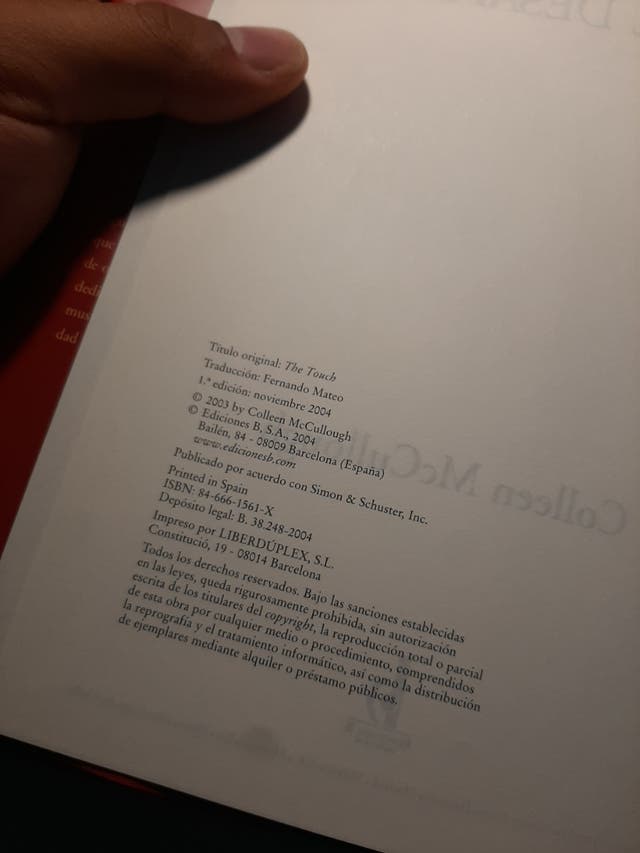 que
de
dedi
mus
dad
Título original: The Touch
Traducción: Fernando Mateo
1.ª edición: noviembre 2004
© 2003 by Colleen McCullough
© Ediciones B, S.A., 2004
Bailén, 84 - 08009 Barcelona (España)
www.edicionesb.com
Publicado por acuerdo con Simon & Schuster, Inc.
Printed in Spain
ISBN: 84-666-1561-X
Depósito legal: B. 38.248-2004
Impreso por LIBERDÚPLEX, S.L.
Constitució, 19 - 08014 Barcelona
Todos los derechos reservados. Bajo las sanciones establecidas
en las leyes, queda rigurosamente prohibida, sin autorización
escrita de los titulares del copyright, la reproducción total o parcial
de esta obra por cualquier medio o procedimiento, comprendidos
la reprografía y el tratamiento informático, así como la distribución
de ejemplares mediante alquiler o préstamo públicos.